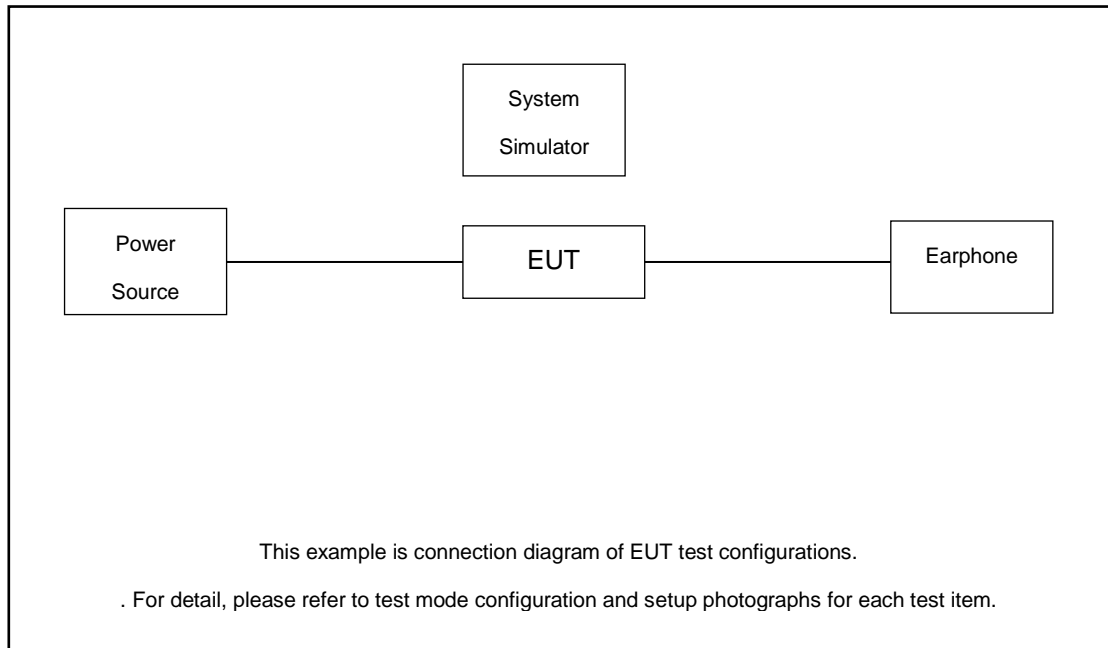 System
Simulator
Power
Source
EUT
Earphone
This example is connection diagram of EUT test configurations.
. For detail, please refer to test mode configuration and setup photographs for each test item.